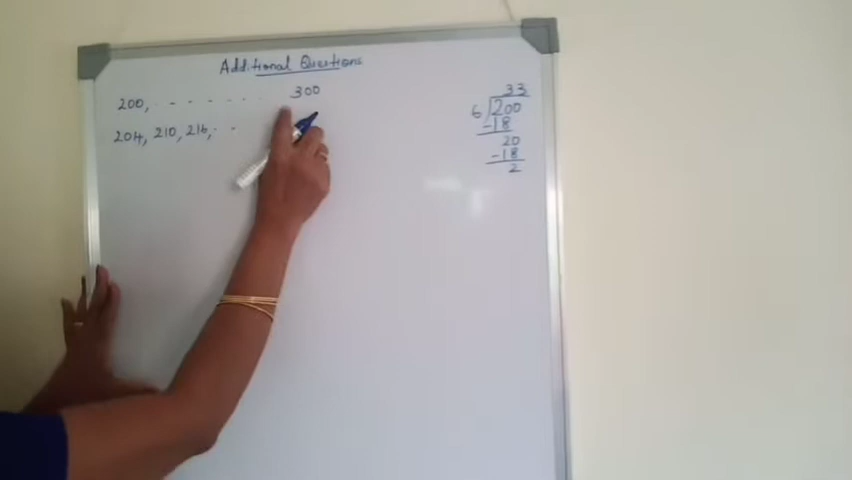 Additional Questions
200, - - - - - - 300
204, 210, 216, - -
33
6 200
-18
20
-18
2